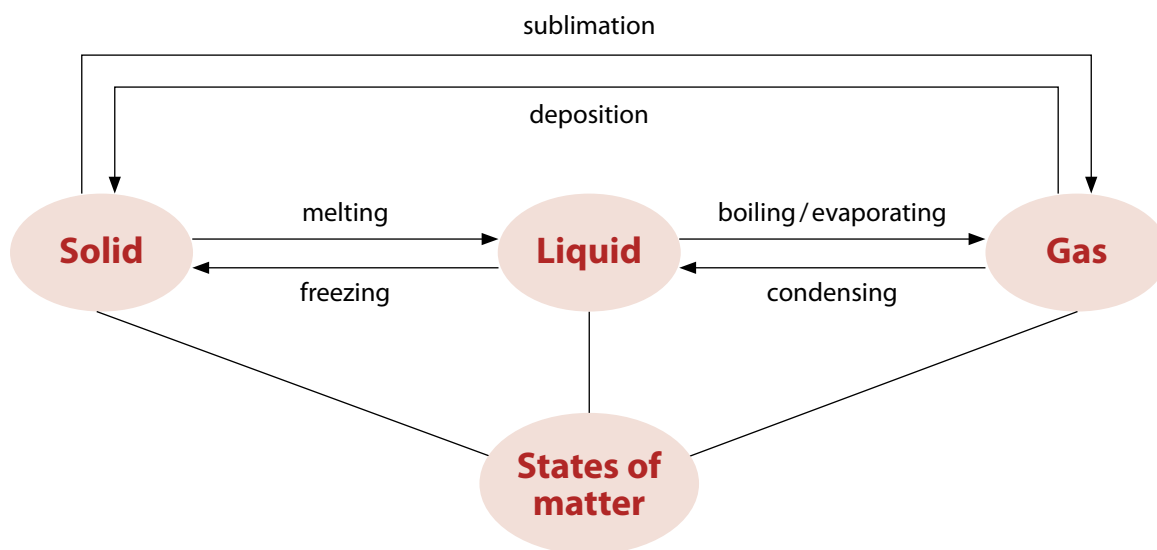 sublimation
deposition
melting
boiling / evaporating
Solid
Liquid
Gas
freezing
condensing
States of
matter